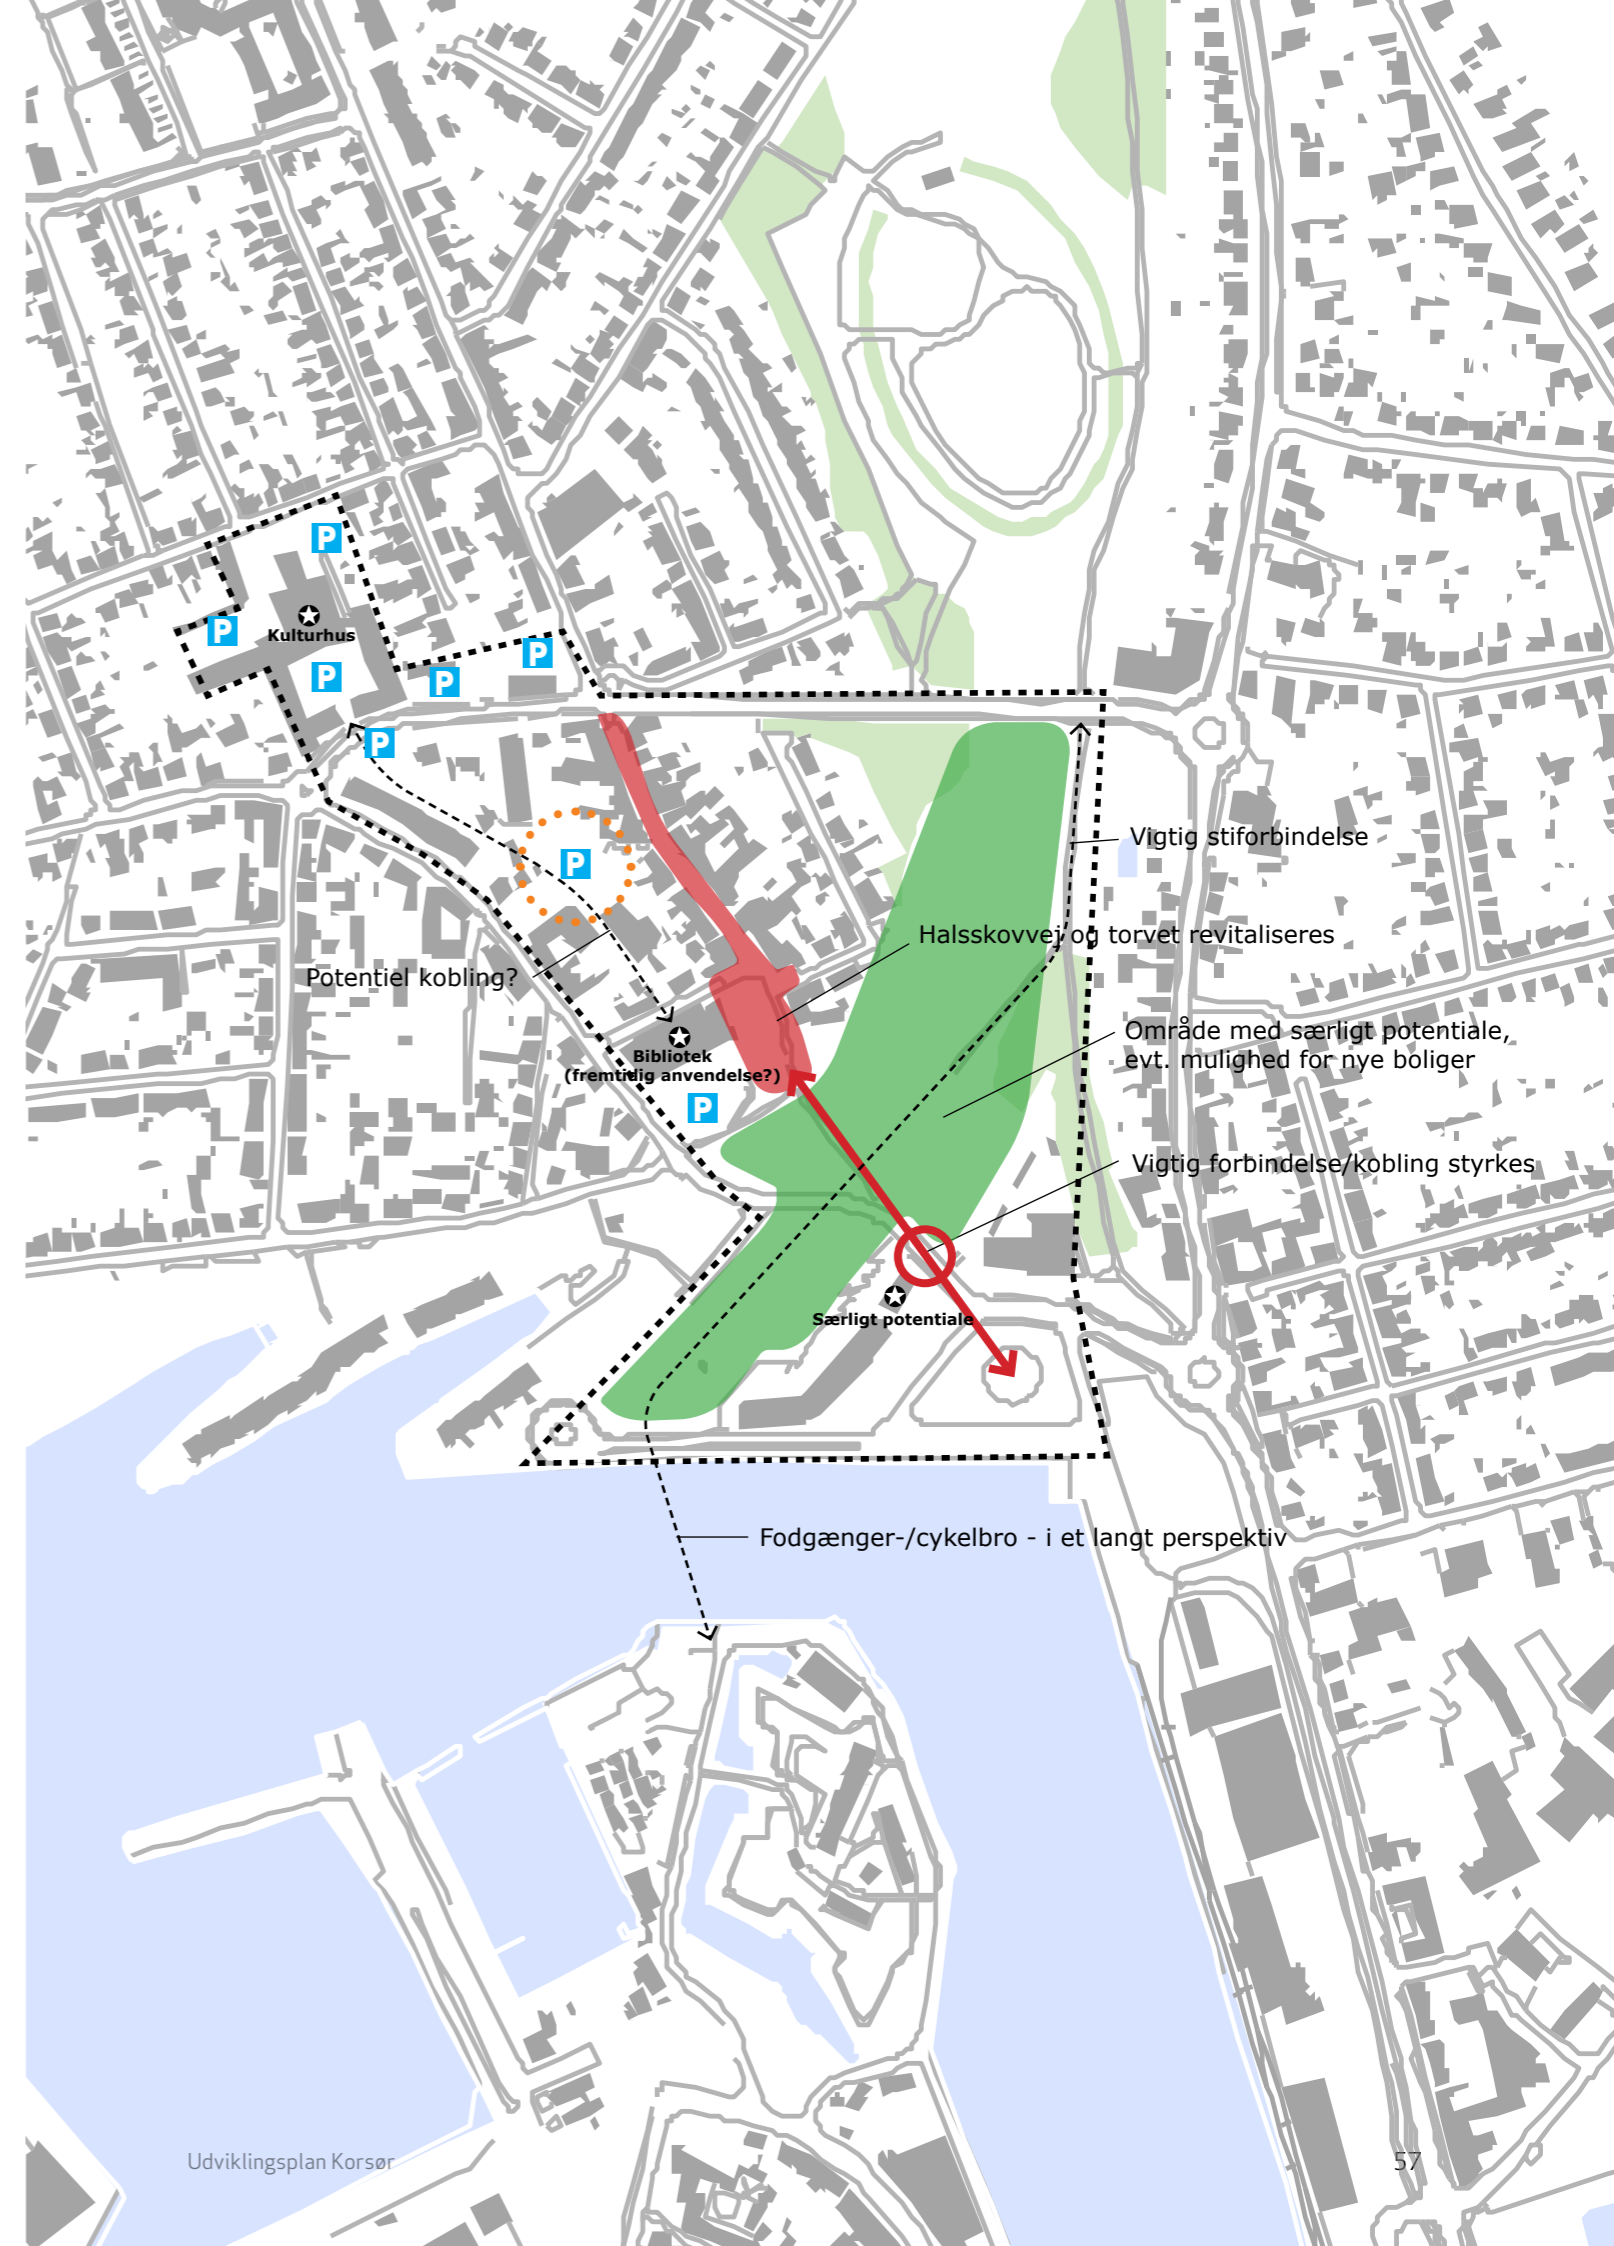 P
P
Kulturhus
P
P
P
P
Vigtig stiforbindelse
P
Halsskovvej og torvet revitaliseres
Potentiel kobling?
Område med særligt potentiale,
evt. mulighed for nye boliger
Bibliotek
(fremtidig anvendelse?)
P
Vigtig forbindelse/kobling styrkes
Særligt potentiale
Fodgænger-/cykelbro - i et langt perspektiv
Udviklingsplan Korsør
57